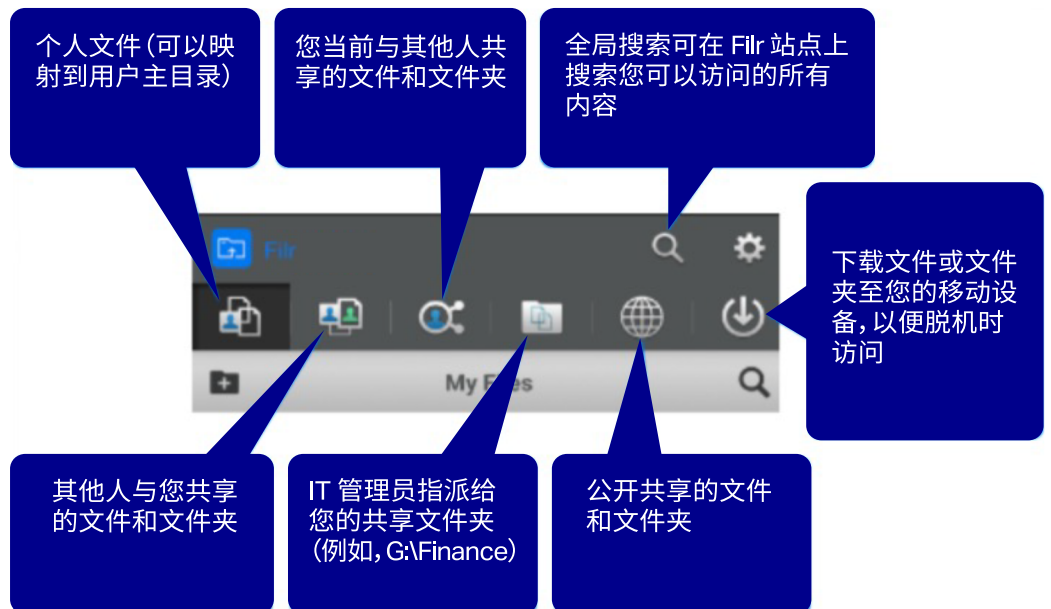 个人文件（可以映
射到用户主目录）
您当前与其他人共
享的文件和文件夹
全局搜索可在 Filr 站点上
搜索您可以访问的所有
内容
下载文件或文件
夹至您的移动设
备，以便脱机时
访问
Filr
My Files
其他人与您共享
的文件和文件夹
IT 管理员指派给
您的共享文件夹
（例如，G:\Finance）
公开共享的文件
和文件夹